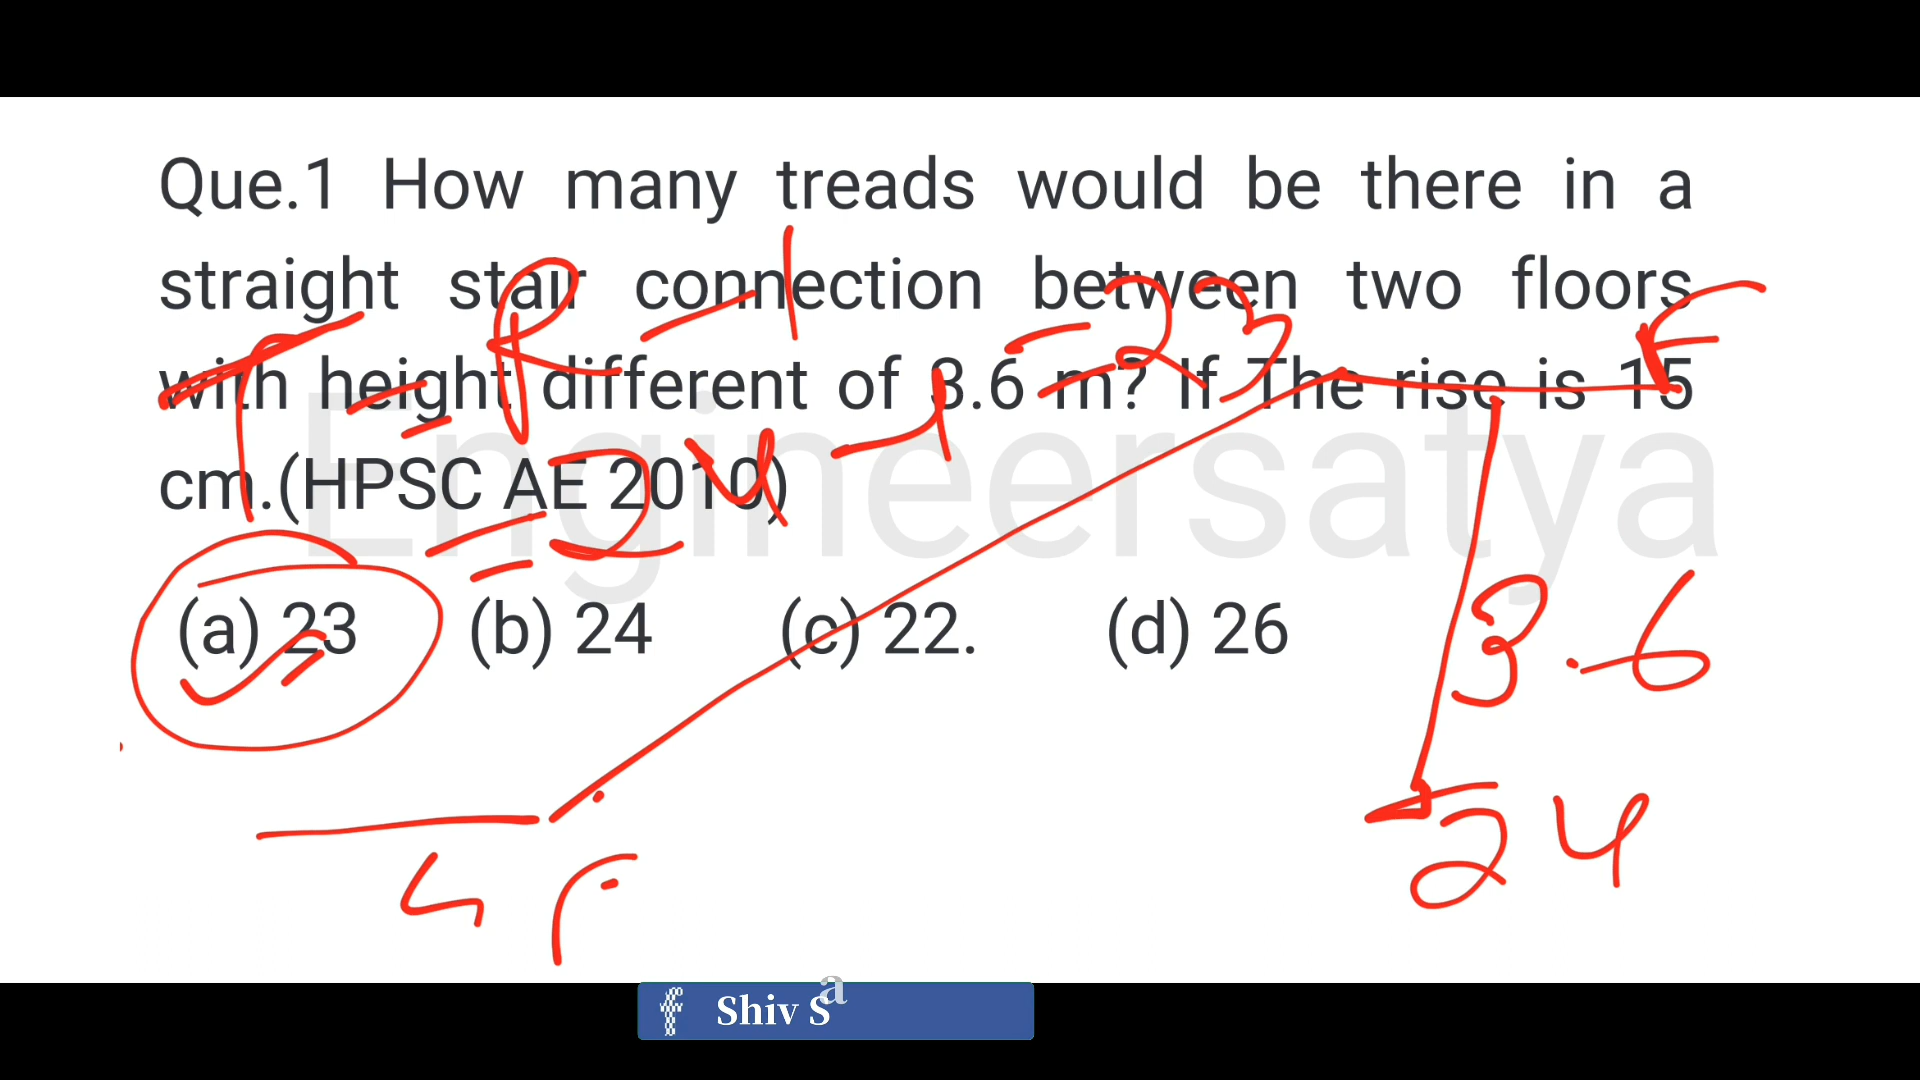 Que.1 How many treads would be there in a
straight stair connection between two floors
with height different of 3.6 m? If The rise is 15
cm.(HPSC AE 2010)
Engineersatya
T = R - 1 = 23
= 24 - 1
(a) 23 (b) 24 (c) 22. (d) 26
3.6
24
Shiv Sa